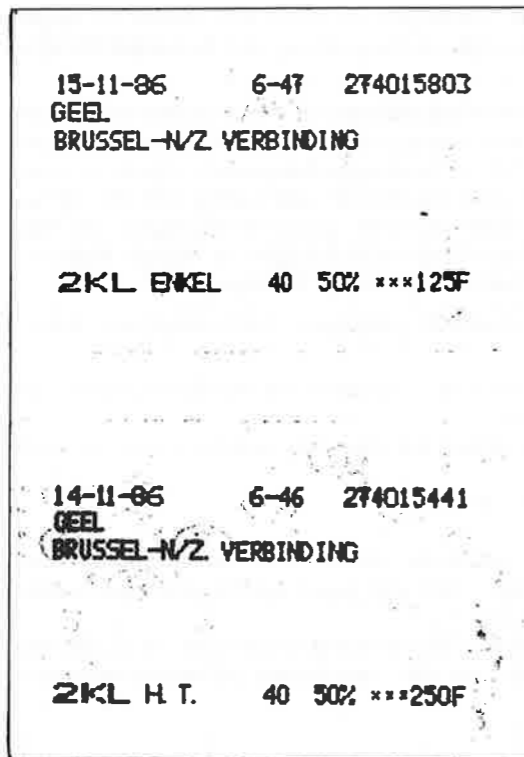 15-11-86 6-47 274015803
GEEL
BRUSSEL-N/Z. VERBINDING
2KL ENKEL 40 50% ***125F
14-11-86 6-46 274015441
GEEL
BRUSSEL-N/Z. VERBINDING
2KL H.T. 40 50% ***250F